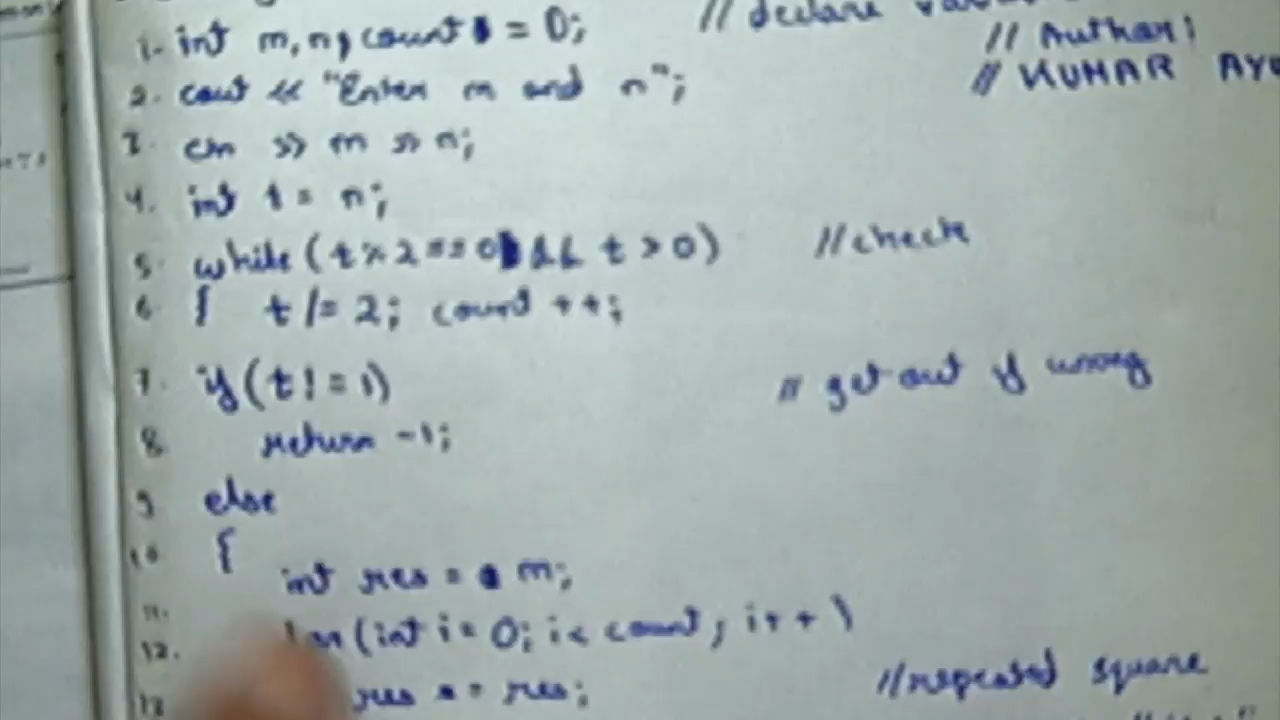 1. int m, n, count = 0; // declare
// Author:
2. cout << "Enter m and n"; // KUMAR AYU
3. cin >> m >> n;
4. int t = n;
5. while (t%2==0 && t > 0) // check
6. { t /= 2; count ++;
7. if (t != 1) // get out if wrong
8. return -1;
9. else
10. {
int res = m;
11.
12. for (int i = 0; i < count; i++)
13 res *= res; // repeated square